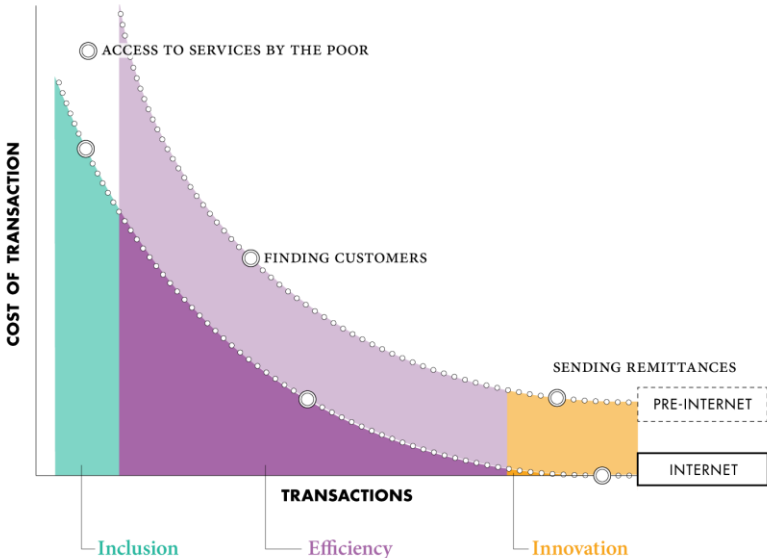 ACCESS TO SERVICES BY THE POOR
COST OF TRANSACTION
FINDING CUSTOMERS
SENDING REMITTANCES
PRE-INTERNET
INTERNET
TRANSACTIONS
Inclusion
Efficiency
Innovation